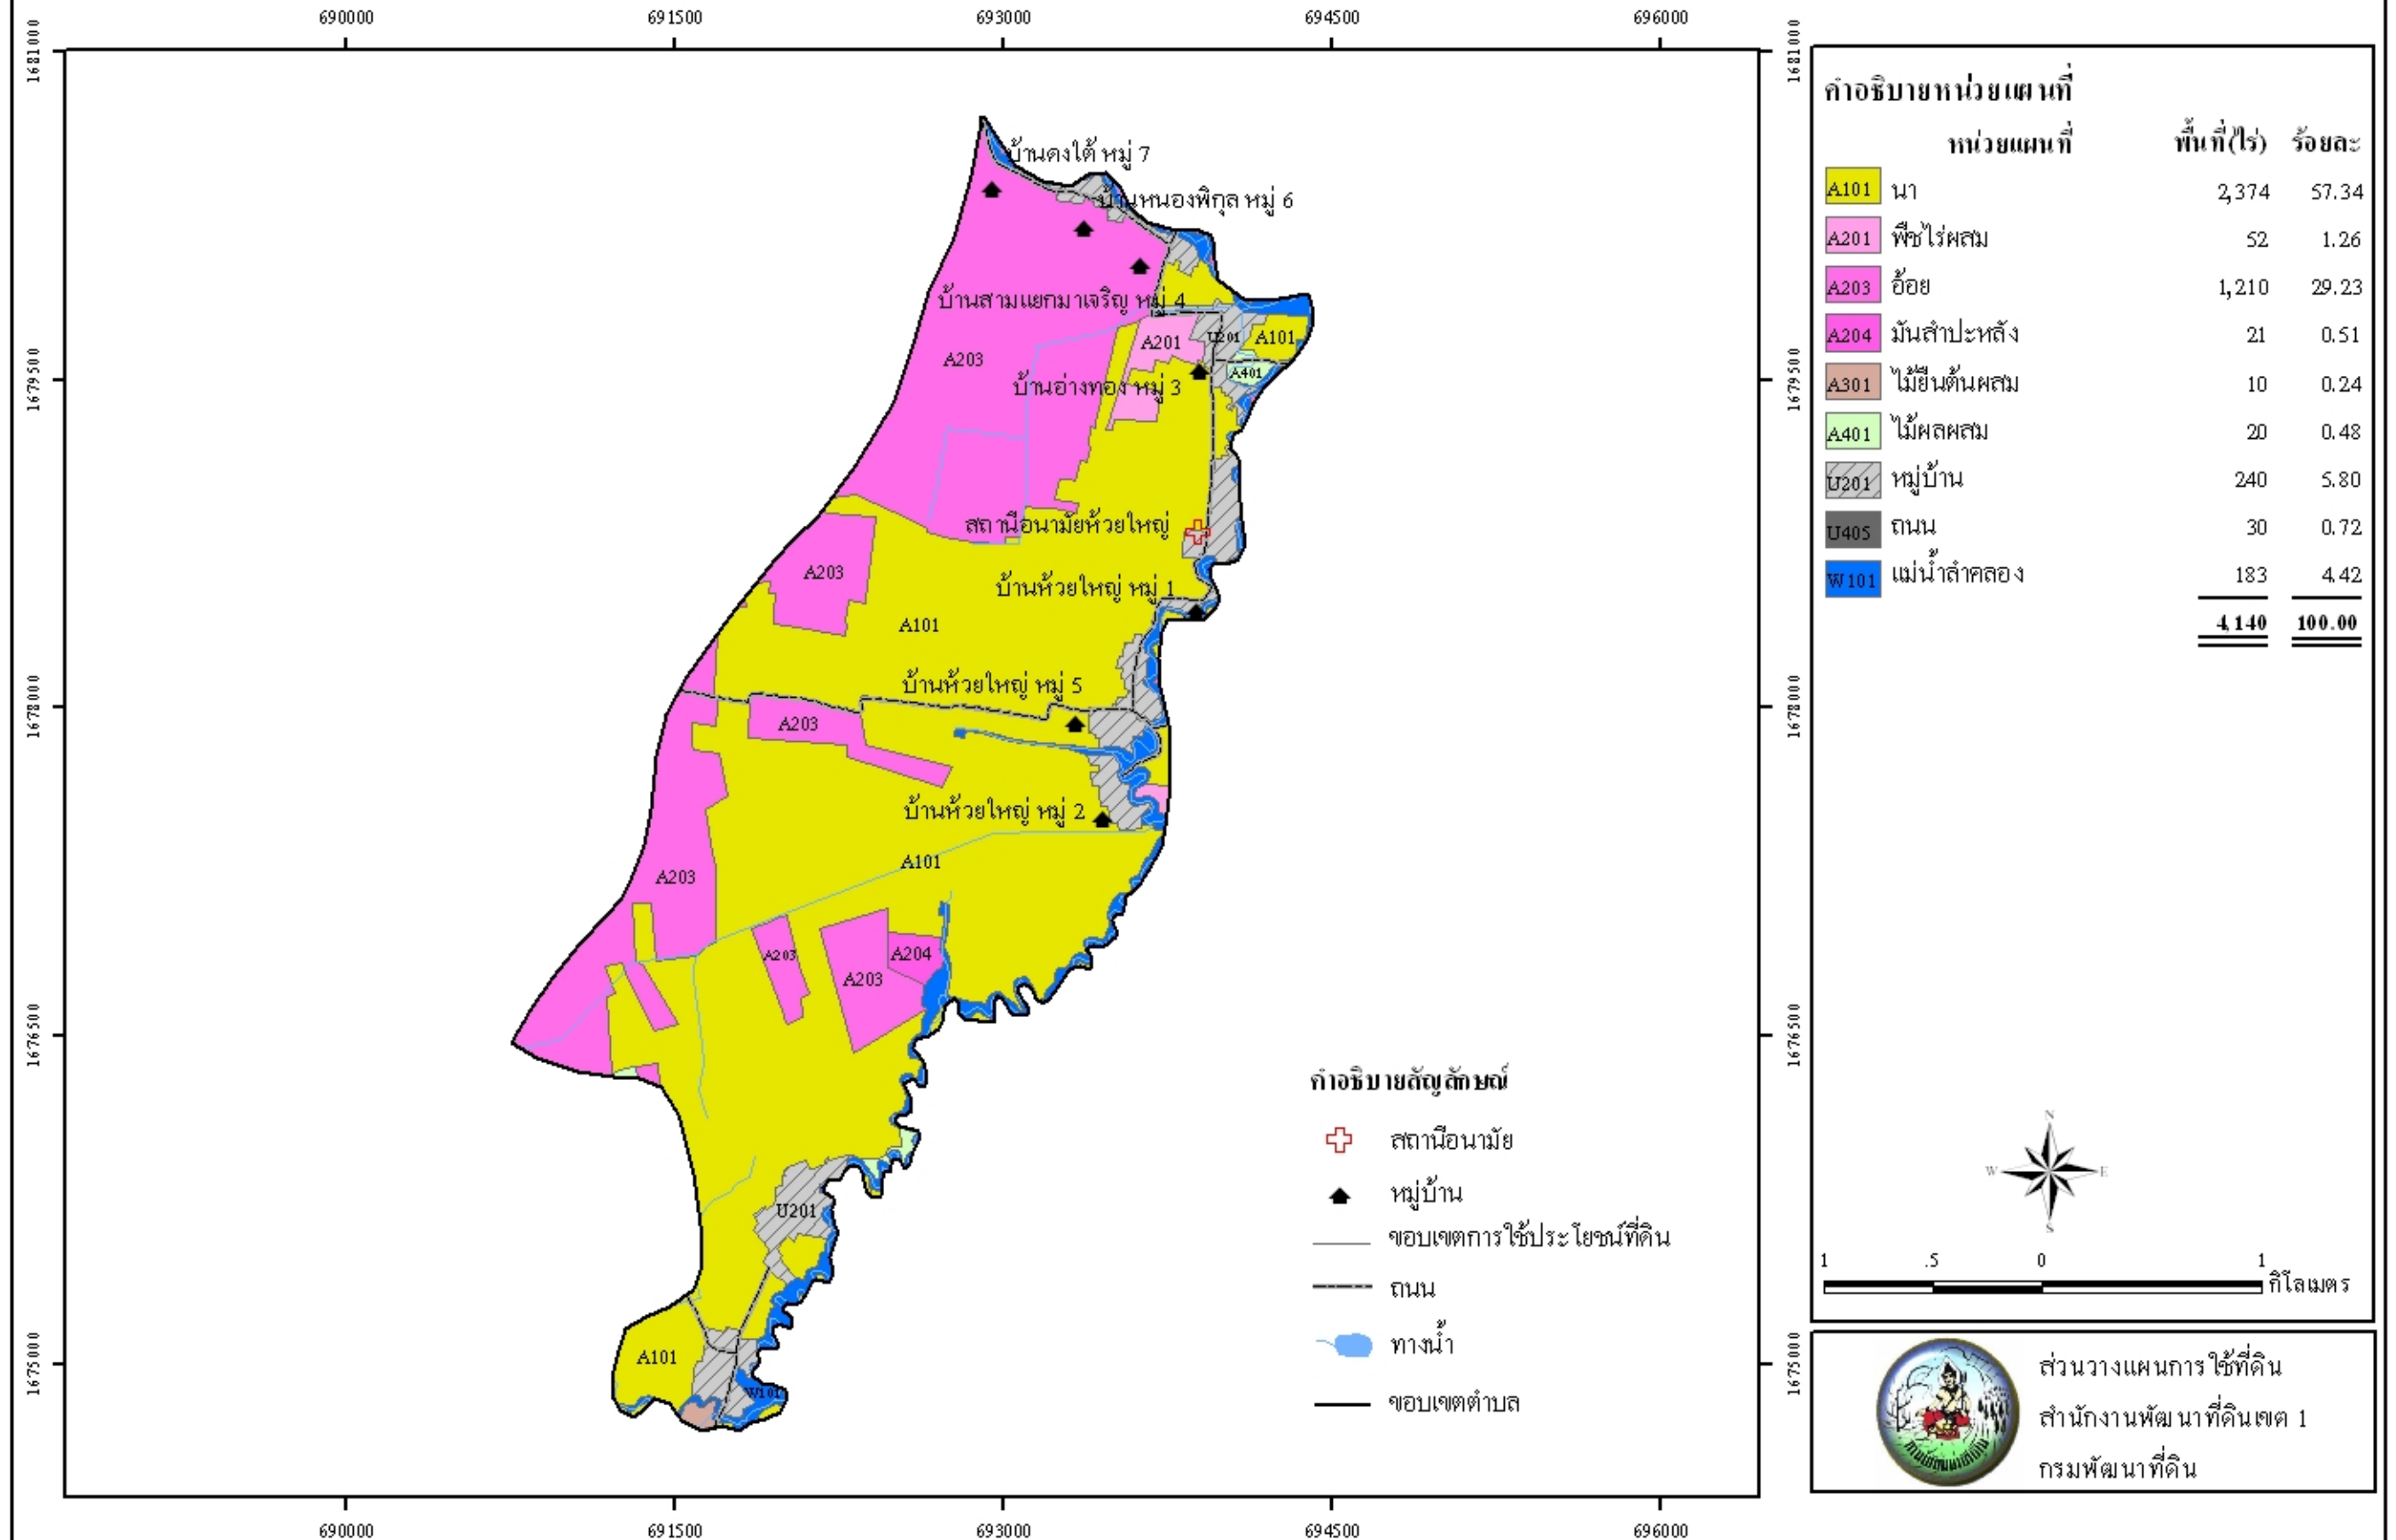 690000 691500 693000 694500 696000
1681000 1681000
1679500 1679500
1678000 1678000
1676500 1676500
1675000 1675000
บ้านดงใต้ หมู่ 7
บ้านหนองพิกุล หมู่ 6
บ้านสามแยกมาเจริญ หมู่ 4
A203
A201
U201
A101
A401
บ้านอ่างทอง หมู่ 3
สถานีอนามัยห้วยใหญ่
A203
บ้านห้วยใหญ่ หมู่ 1
A101
บ้านห้วยใหญ่ หมู่ 5
A203
บ้านห้วยใหญ่ หมู่ 2
A101
A203
A203
A203
A204
U201
A101
W101
คำอธิบายสัญลักษณ์
สถานีอนามัย
หมู่บ้าน
ขอบเขตการใช้ประโยชน์ที่ดิน
ถนน
ทางน้ำ
ขอบเขตตำบล
690000 691500 693000 694500 696000
คำอธิบายหน่วยแผนที่
หน่วยแผนที่ พื้นที่(ไร่) ร้อยละ
A101 นา 2,374 57.34
A201 พืชไร่ผสม 52 1.26
A203 อ้อย 1,210 29.23
A204 มันสำปะหลัง 21 0.51
A301 ไม้ยืนต้นผสม 10 0.24
A401 ไม้ผลผสม 20 0.48
U201 หมู่บ้าน 240 5.80
U405 ถนน 30 0.72
W101 แม่น้ำลำคลอง 183 4.42
4,140 100.00
N
W E
S
1 .5 0 1
กิโลเมตร
ส่วนวางแผนการใช้ที่ดิน
สำนักงานพัฒนาที่ดินเขต 1
กรมพัฒนาที่ดิน